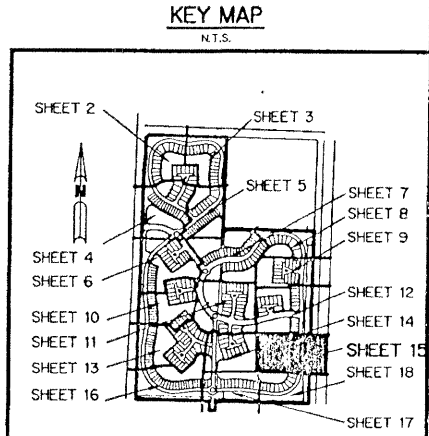 KEY MAP
N.T.S.
SHEET 2
SHEET 3
N
SHEET 5
SHEET 7
SHEET 8
SHEET 9
SHEET 4
SHEET 6
SHEET 10
SHEET 11
SHEET 13
SHEET 16
SHEET 12
SHEET 14
SHEET 15
SHEET 18
SHEET 17